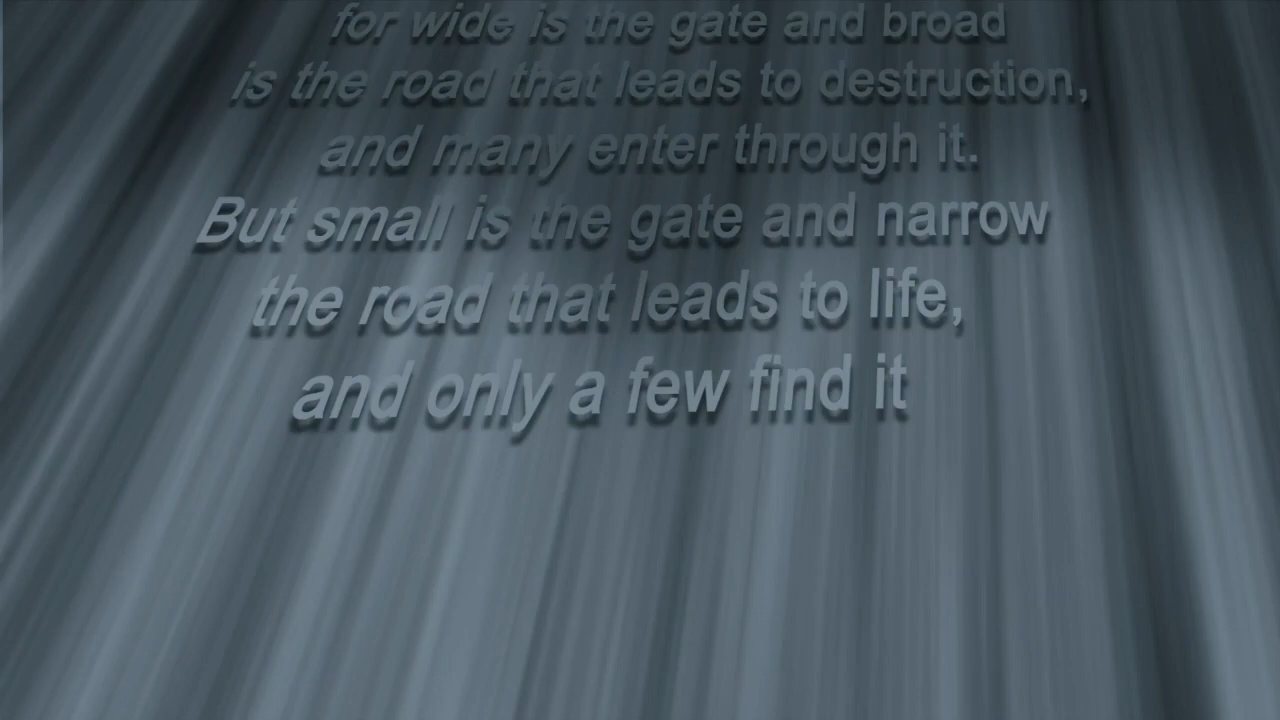 for wide is the gate and broad
is the road that leads to destruction,
and many enter through it.
But small is the gate and narrow
the road that leads to life,
and only a few find it